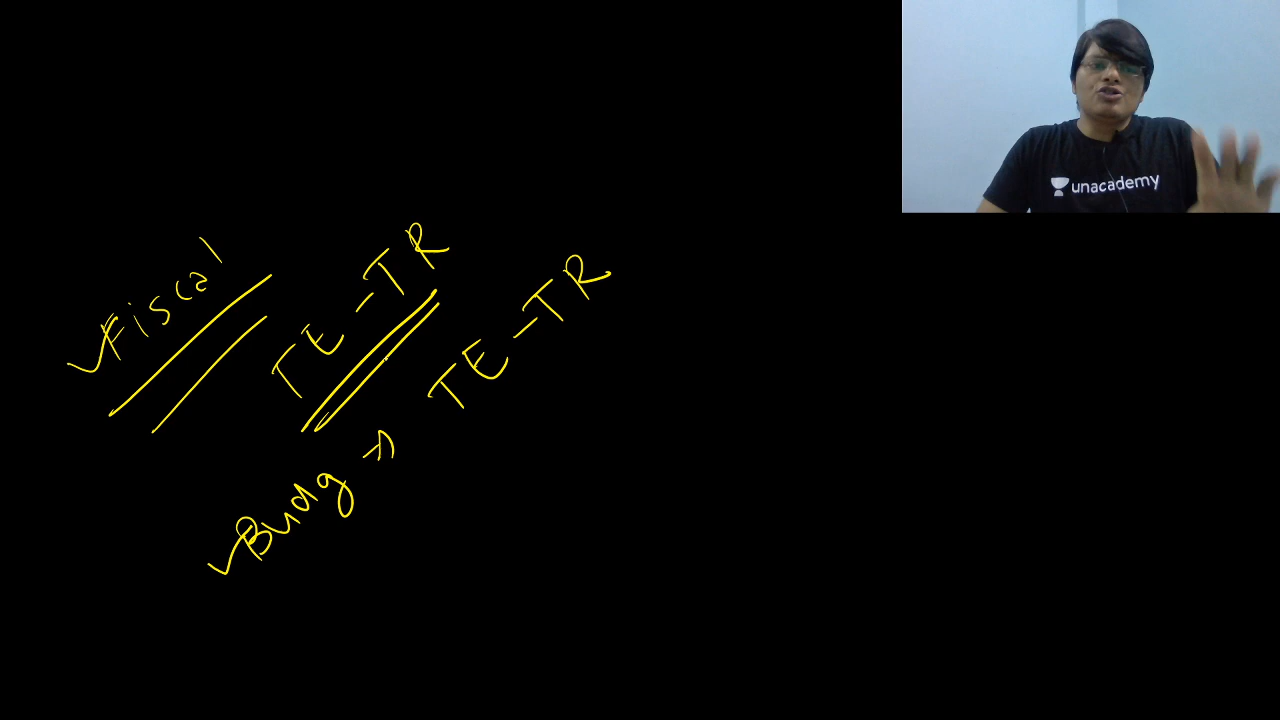 unacademy
Fiscal TE - TR
Budg → TE - TR